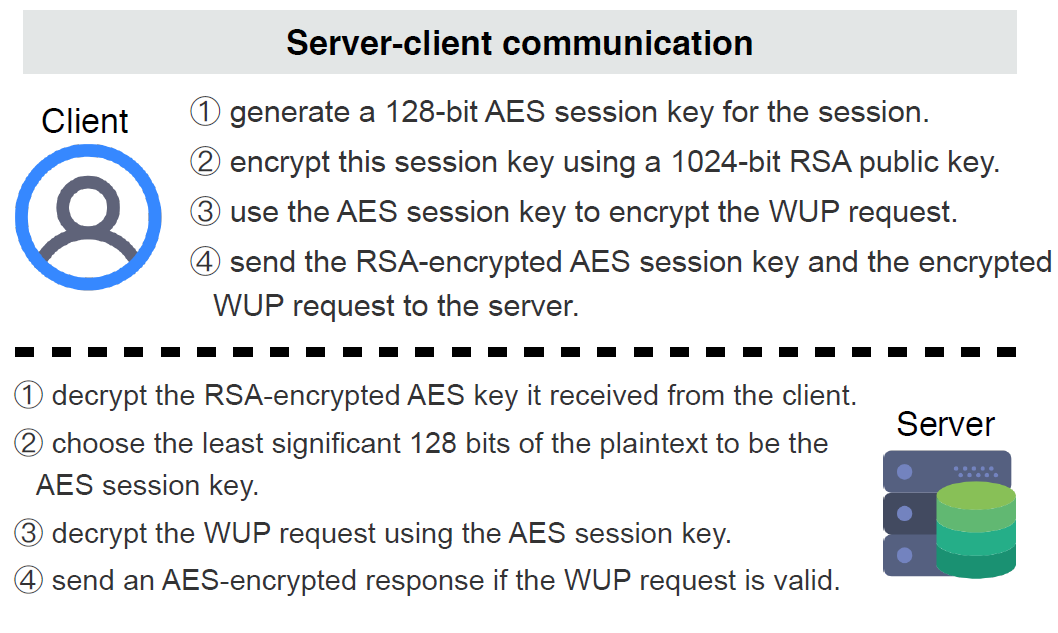 Server-client communication
Client
① generate a 128-bit AES session key for the session.
② encrypt this session key using a 1024-bit RSA public key.
③ use the AES session key to encrypt the WUP request.
④ send the RSA-encrypted AES session key and the encrypted
WUP request to the server.
① decrypt the RSA-encrypted AES key it received from the client.
② choose the least significant 128 bits of the plaintext to be the
AES session key.
③ decrypt the WUP request using the AES session key.
④ send an AES-encrypted response if the WUP request is valid.
Server